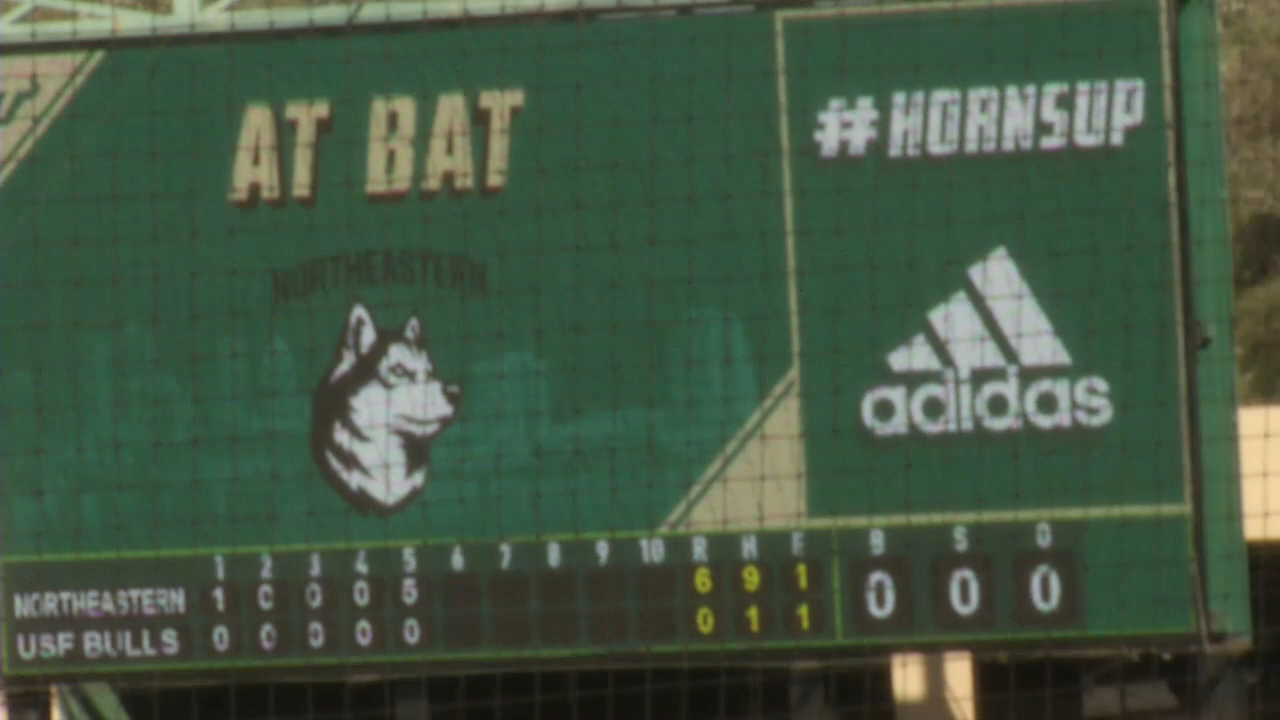 AT BAT
#HORNSUP
NORTHEASTERN
adidas
1 2 3 4 5 6 7 8 9 10 R H E B S O
NORTHEASTERN 1 0 0 0 5 6 9 1 0 0 0
USF BULLS 0 0 0 0 0 0 1 1